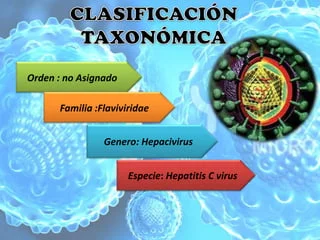 CLASIFICACIÓN
TAXONÓMICA
Orden : no Asignado
Familia :Flaviviridae
Genero: Hepacivirus
Especie: Hepatitis C virus